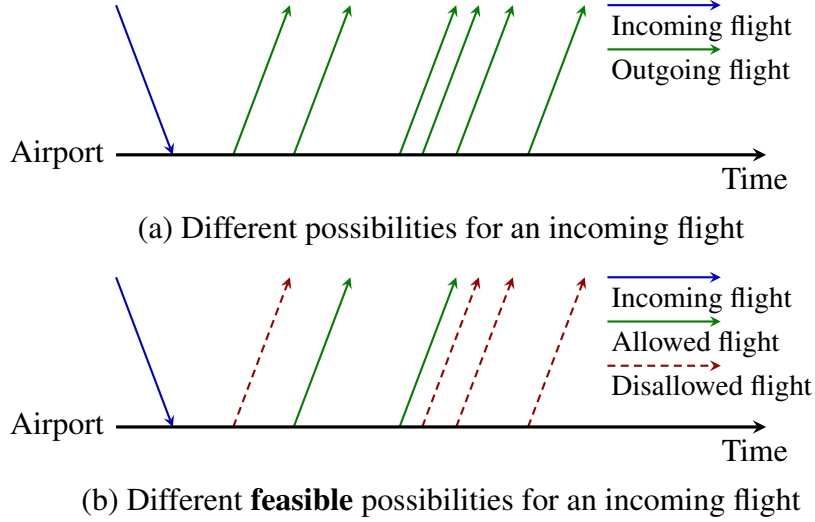 Incoming flight
Outgoing flight
Airport
Time
(a) Different possibilities for an incoming flight
Incoming flight
Allowed flight
Disallowed flight
Airport
Time
(b) Different feasible possibilities for an incoming flight